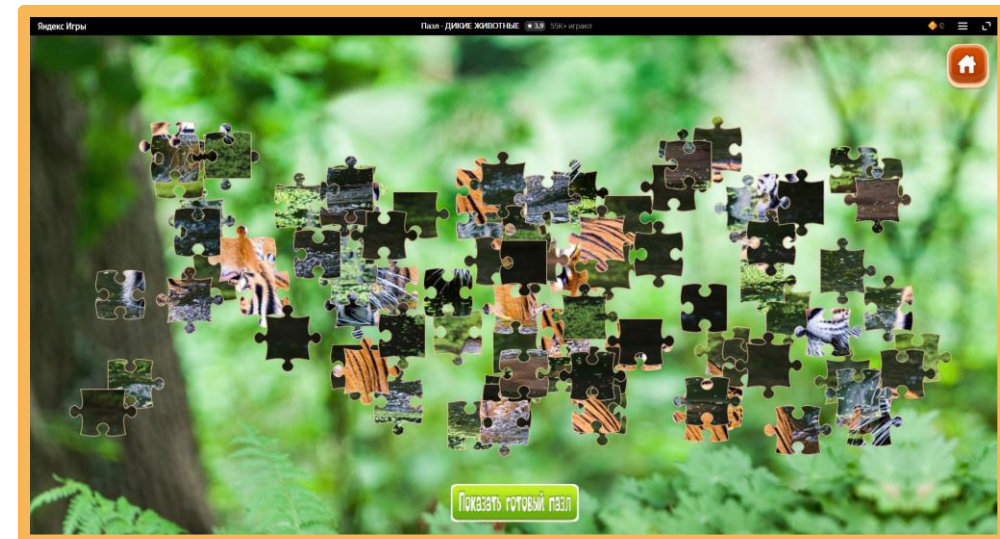 Яндекс Игры
Пазл - ДИКИЕ ЖИВОТНЫЕ ★ 3,9 55K+ играют
0
Показать готовый пазл